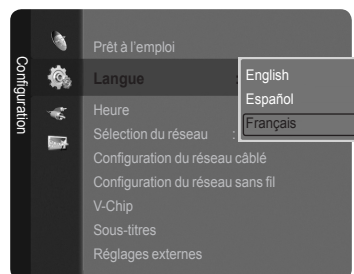 Configuration
Prêt à l'emploi
Langue :
English
Español
Français
Heure
Sélection du réseau :
Configuration du réseau câblé
Configuration du réseau sans fil
V-Chip
Sous-titres
Réglages externes